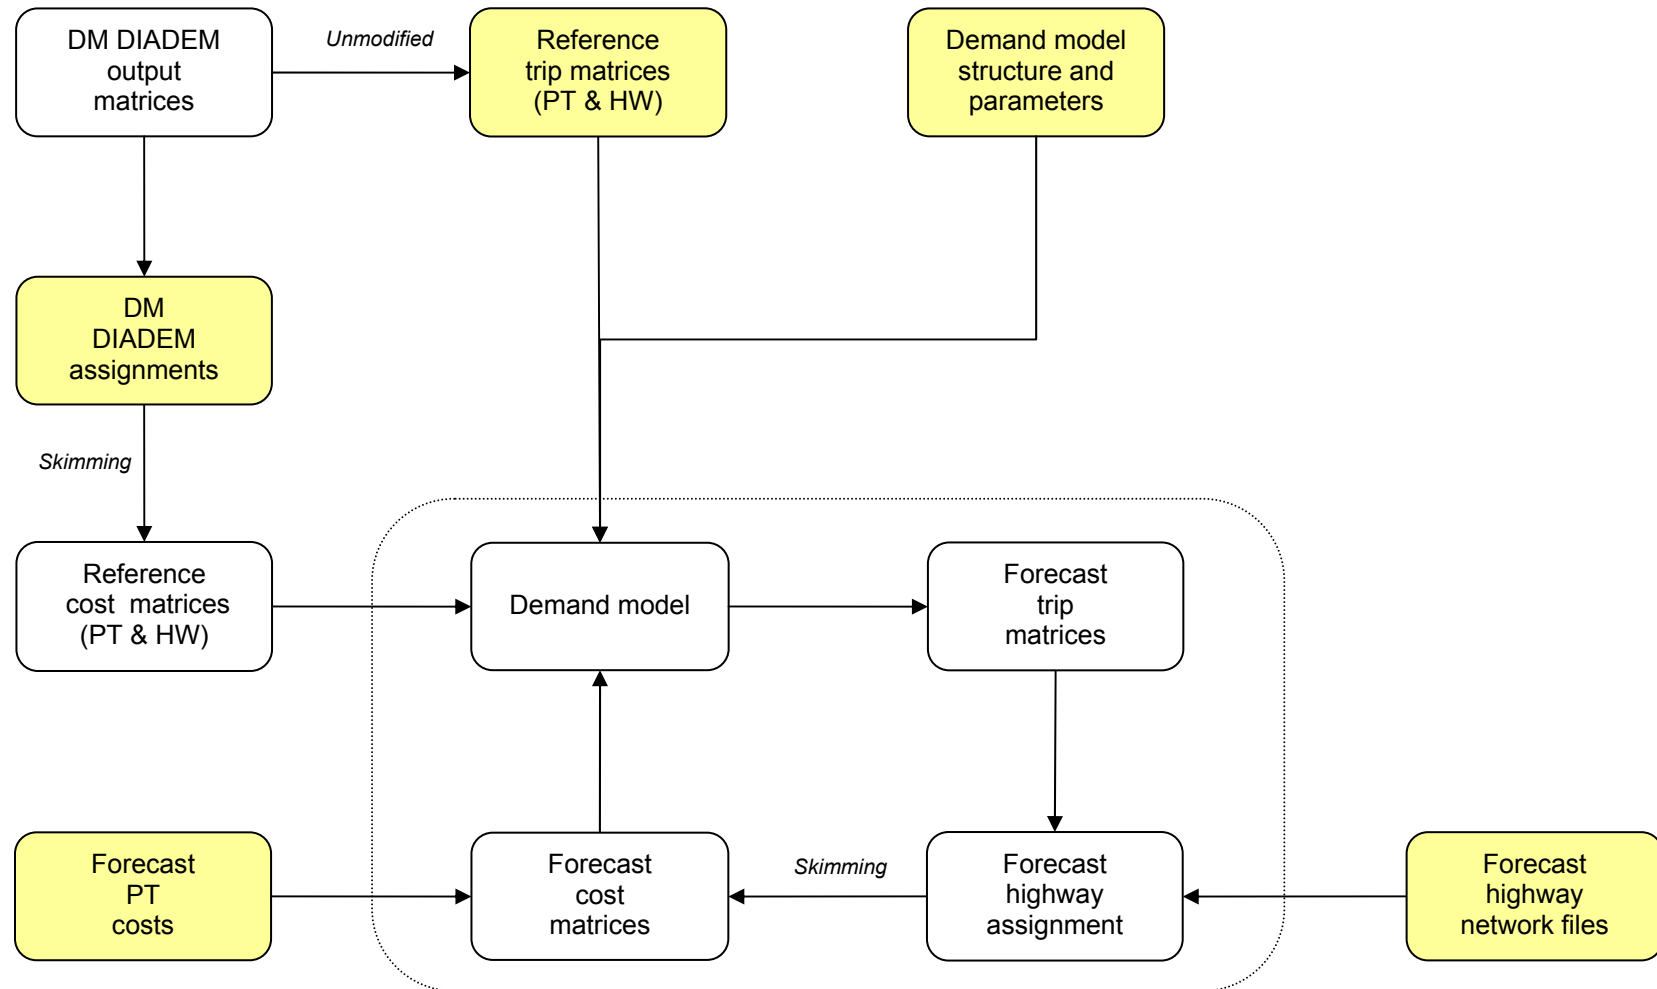 DM DIADEM
output
matrices
Unmodified
Reference
trip matrices
(PT & HW)
Demand model
structure and
parameters
DM
DIADEM
assignments
Skimming
Reference
cost matrices
(PT & HW)
Demand model
Forecast
trip
matrices
Forecast
PT
costs
Forecast
cost
matrices
Skimming
Forecast
highway
assignment
Forecast
highway
network files